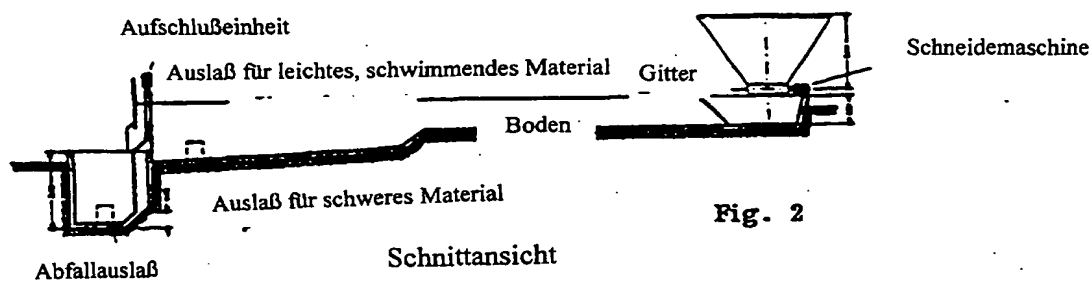 Aufschlußeinheit
Schneidemaschine
Auslaß für leichtes, schwimmendes Material
Gitter
Boden
Auslaß für schweres Material
Fig. 2
Schnittansicht
Abfallauslaß